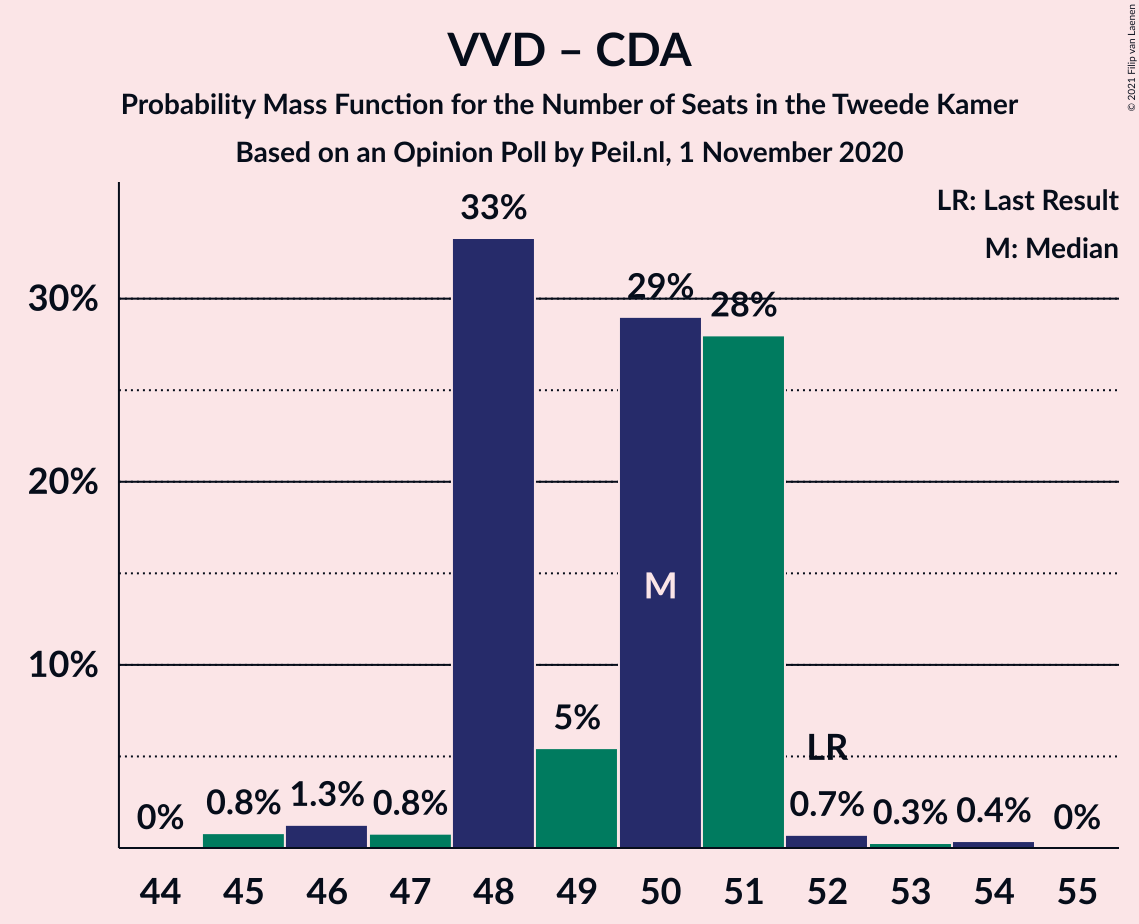 VVD – CDA
Probability Mass Function for the Number of Seats in the Tweede Kamer
Based on an Opinion Poll by Peil.nl, 1 November 2020
© 2021 Filip van Laenen
LR: Last Result
M: Median
30%
20%
10%
0%
0.8%
1.3%
0.8%
33%
5%
29%
M
28%
LR
0.7%
0.3%
0.4%
0%
44 45 46 47 48 49 50 51 52 53 54 55